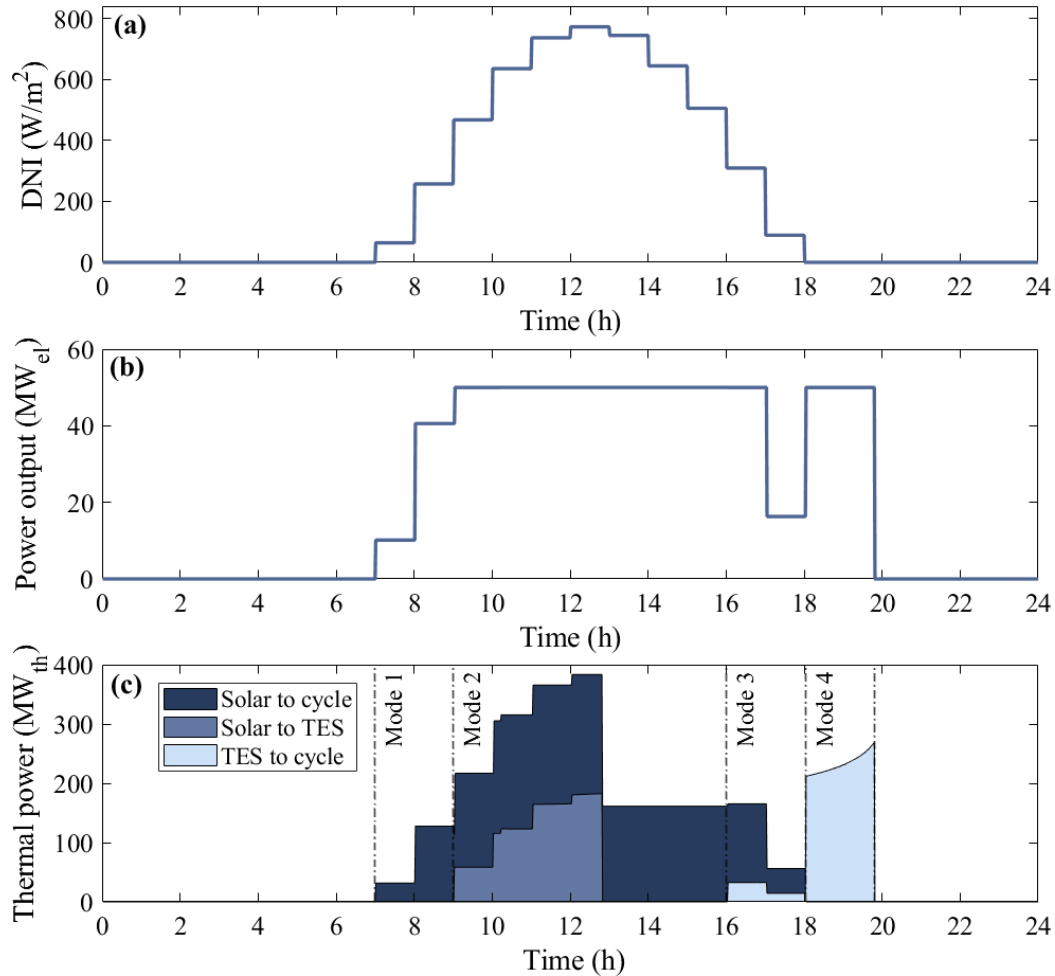 (a)
DNI (W/m²)
800
600
400
200
0
0 2 4 6 8 10 12 14 16 18 20 22 24
Time (h)
(b)
Power output (MW_el)
60
40
20
0
0 2 4 6 8 10 12 14 16 18 20 22 24
Time (h)
(c)
Thermal power (MW_th)
400
300
200
100
0
Solar to cycle
Solar to TES
TES to cycle
Mode 1
Mode 2
Mode 3
Mode 4
0 2 4 6 8 10 12 14 16 18 20 22 24
Time (h)